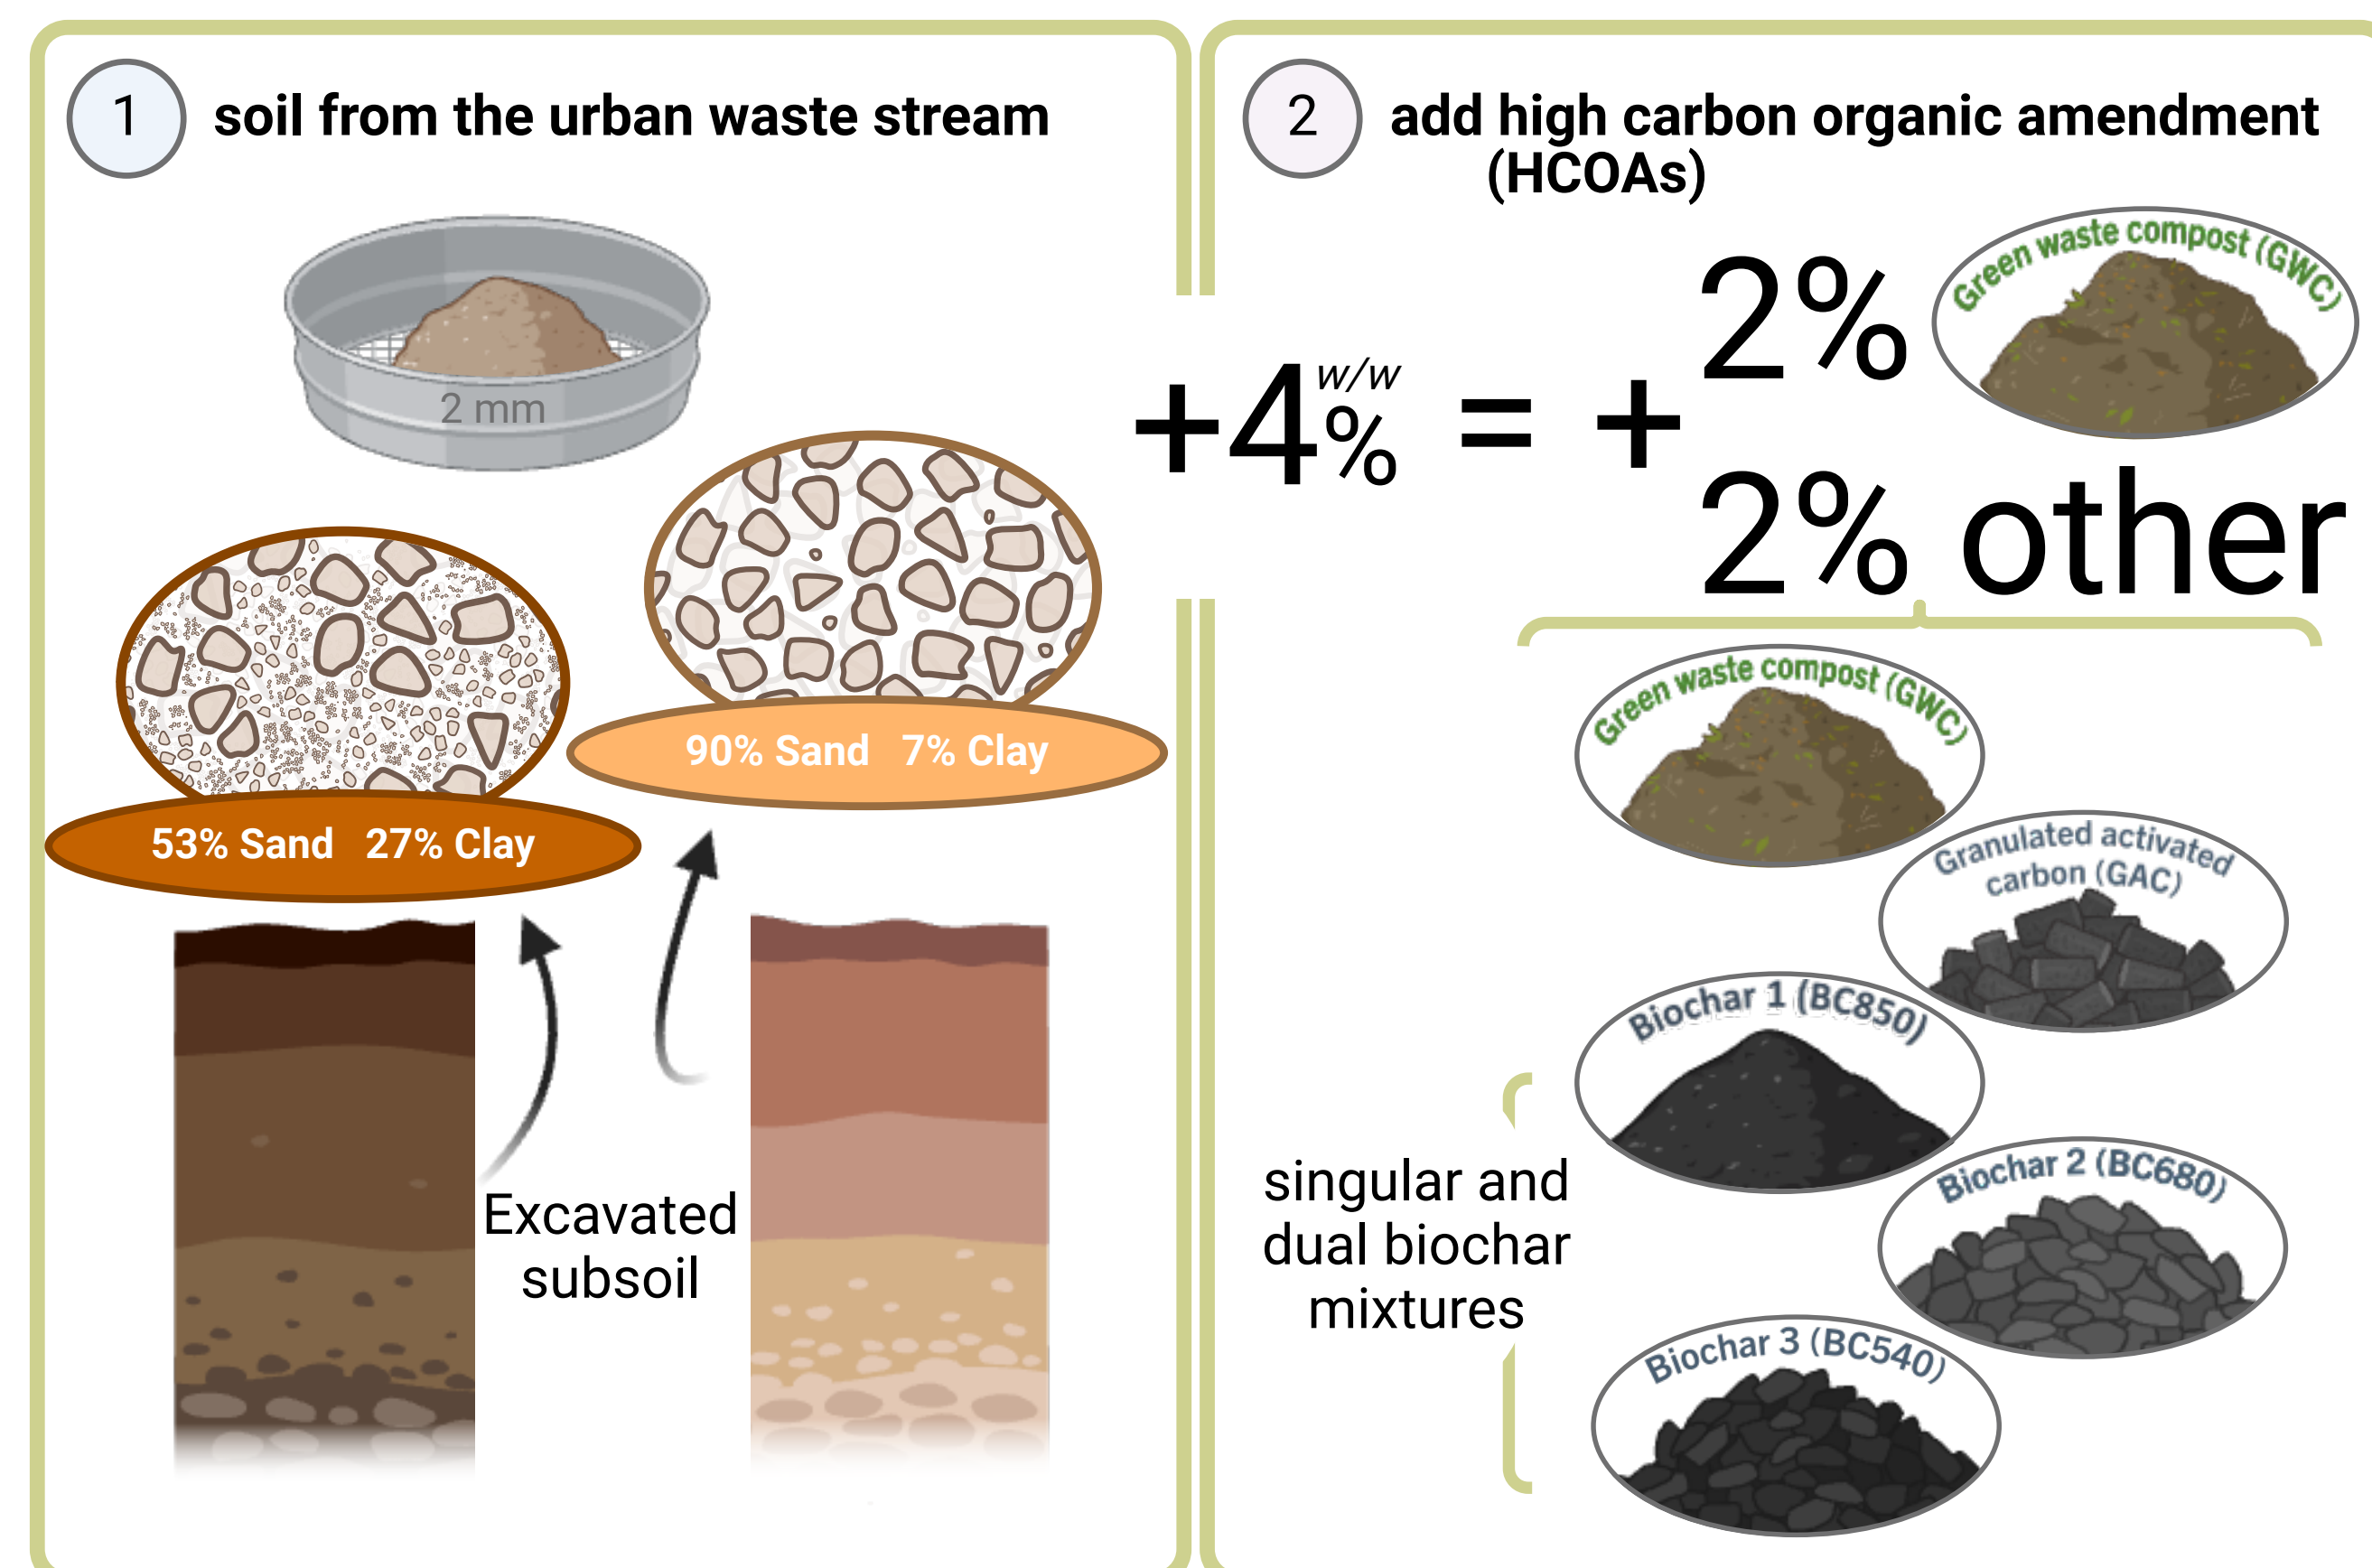 1
soil from the urban waste stream
2 mm
90% Sand 7% Clay
53% Sand 27% Clay
Excavated
subsoil
2
add high carbon organic amendment
(HCOAs)
+4% w/w = +
2%
Green waste compost (GWC)
2% other
Green waste compost (GWC)
Granulated activated
carbon (GAC)
Biochar 1 (BC850)
singular and
dual biochar
mixtures
Biochar 2 (BC680)
Biochar 3 (BC540)